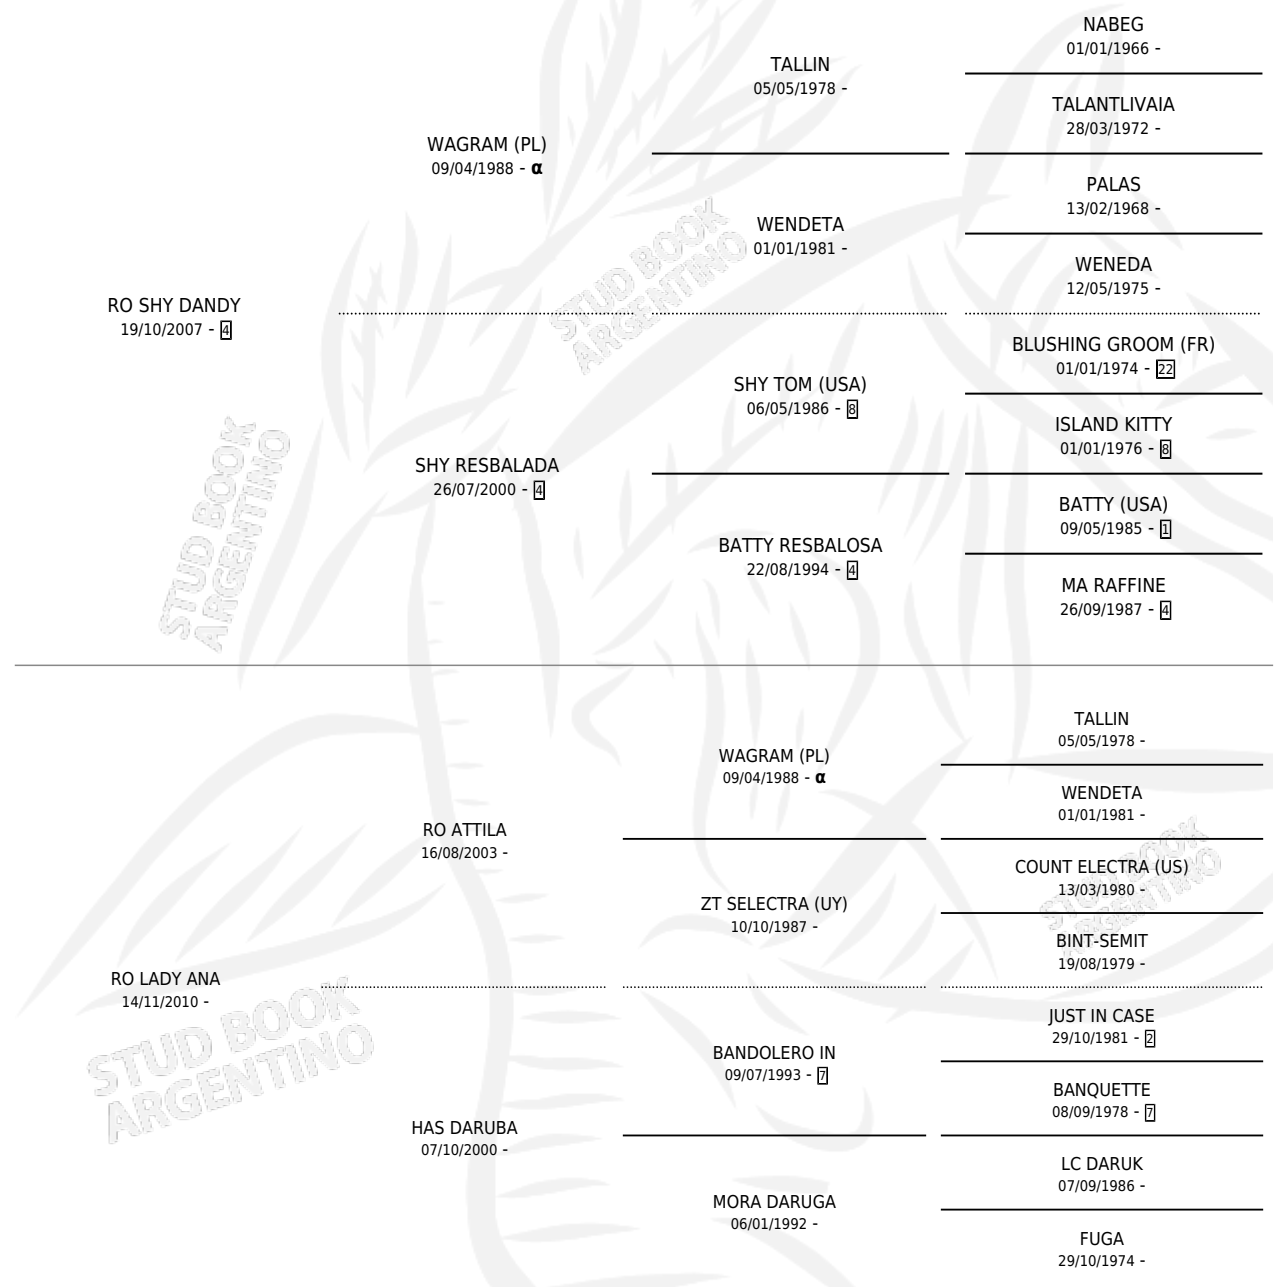 NABEG
01/01/1966 -
TALLIN
05/05/1978 -
TALANTLIVAIA
28/03/1972 -
WAGRAM (PL)
09/04/1988 - α
PALAS
13/02/1968 -
WENDETA
01/01/1981 -
WENEDA
12/05/1975 -
RO SHY DANDY
19/10/2007 - 4
BLUSHING GROOM (FR)
01/01/1974 - 22
SHY TOM (USA)
06/05/1986 - 8
ISLAND KITTY
01/01/1976 - 8
SHY RESBALADA
26/07/2000 - 4
BATTY (USA)
09/05/1985 - 1
BATTY RESBALOSA
22/08/1994 - 4
MA RAFFINE
26/09/1987 - 4
TALLIN
05/05/1978 -
WAGRAM (PL)
09/04/1988 - α
WENDETA
01/01/1981 -
RO ATTILA
16/08/2003 -
COUNT ELECTRA (US)
13/03/1980 -
ZT SELECTRA (UY)
10/10/1987 -
BINT-SEMIT
19/08/1979 -
RO LADY ANA
14/11/2010 -
JUST IN CASE
29/10/1981 - 2
BANDOLERO IN
09/07/1993 - 7
BANQUETTE
08/09/1978 - 7
HAS DARUBA
07/10/2000 -
LC DARUK
07/09/1986 -
MORA DARUGA
06/01/1992 -
FUGA
29/10/1974 -
STUD BOOK
ARGENTINO
STUD BOOK
ARGENTINO
STUD BOOK
ARGENTINO
STUD BOOK
ARGENTINO